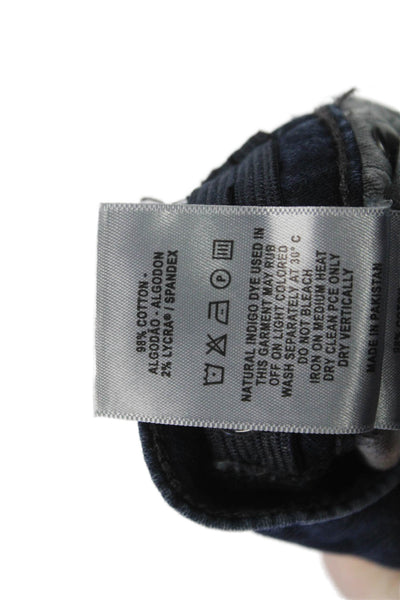 98% COTTON -
ALGODÃO - ALGODON
2% LYCRA® / SPANDEX
P
NATURAL INDIGO DYE USED IN
THIS GARMENT MAY RUB
OFF ON LIGHT COLORED
WASH SEPARATELY AT 30° C
DO NOT BLEACH
IRON ON MEDIUM HEAT
DRY CLEAN PCE ONLY
DRY VERTICALLY
MADE IN PAKISTAN